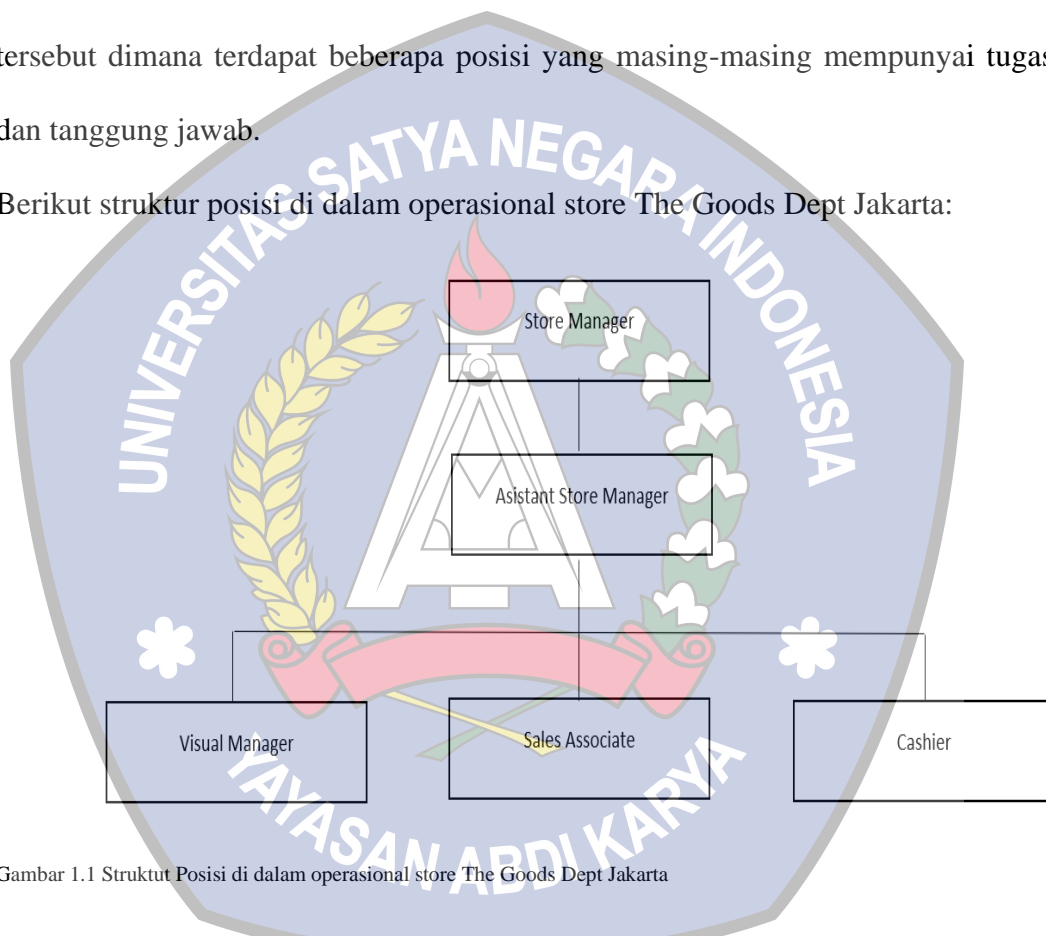 tersebut dimana terdapat beberapa posisi yang masing-masing mempunyai tugas
dan tanggung jawab.
Berikut struktur posisi di dalam operasional store The Goods Dept Jakarta:
UNIVERSITAS SATYA NEGARA INDONESIA
Store Manager
Asistant Store Manager
Visual Manager
Sales Associate
Cashier
YAYASAN ABDI KARYA
Gambar 1.1 Struktut Posisi di dalam operasional store The Goods Dept Jakarta